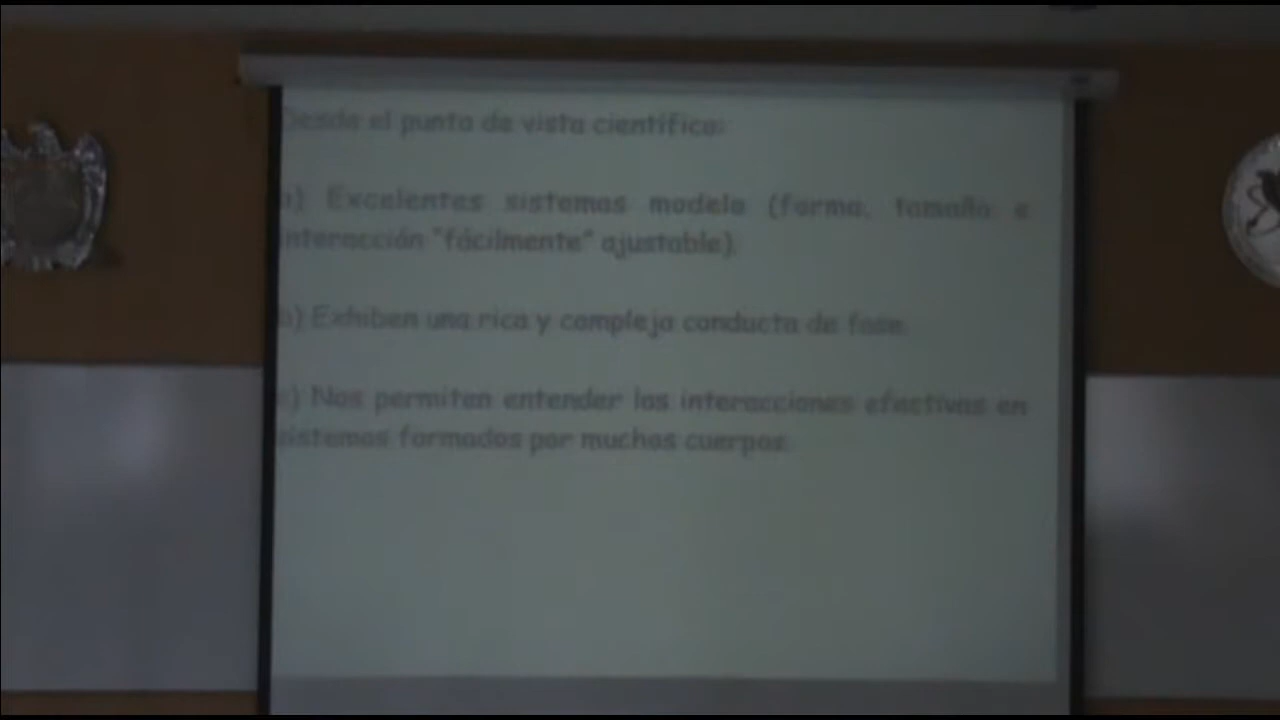 Desde el punto de vista científico:
a) Excelentes sistemas modelo (forma, tamaño e
interacción "fácilmente" ajustable).
b) Exhiben una rica y compleja conducta de fase.
c) Nos permiten entender las interacciones efectivas en
sistemas formados por muchos cuerpos.